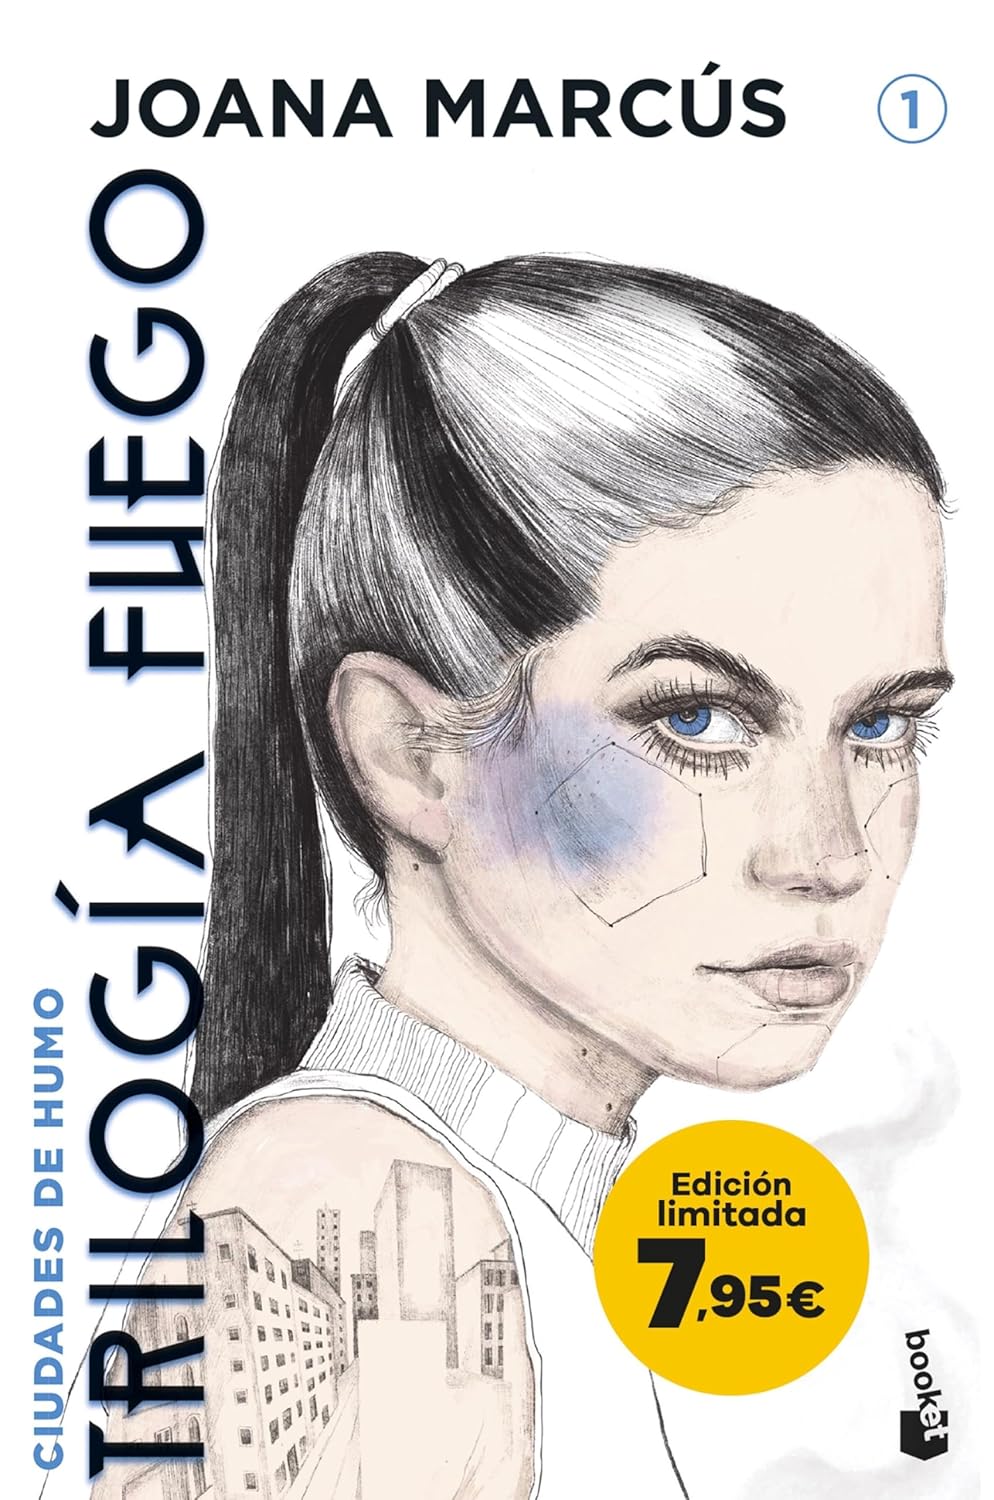 JOANA MARCÚS
1
TRILOGÍA FUEGO
CIUDADES DE HUMO
Edición
limitada
7,95€
booket